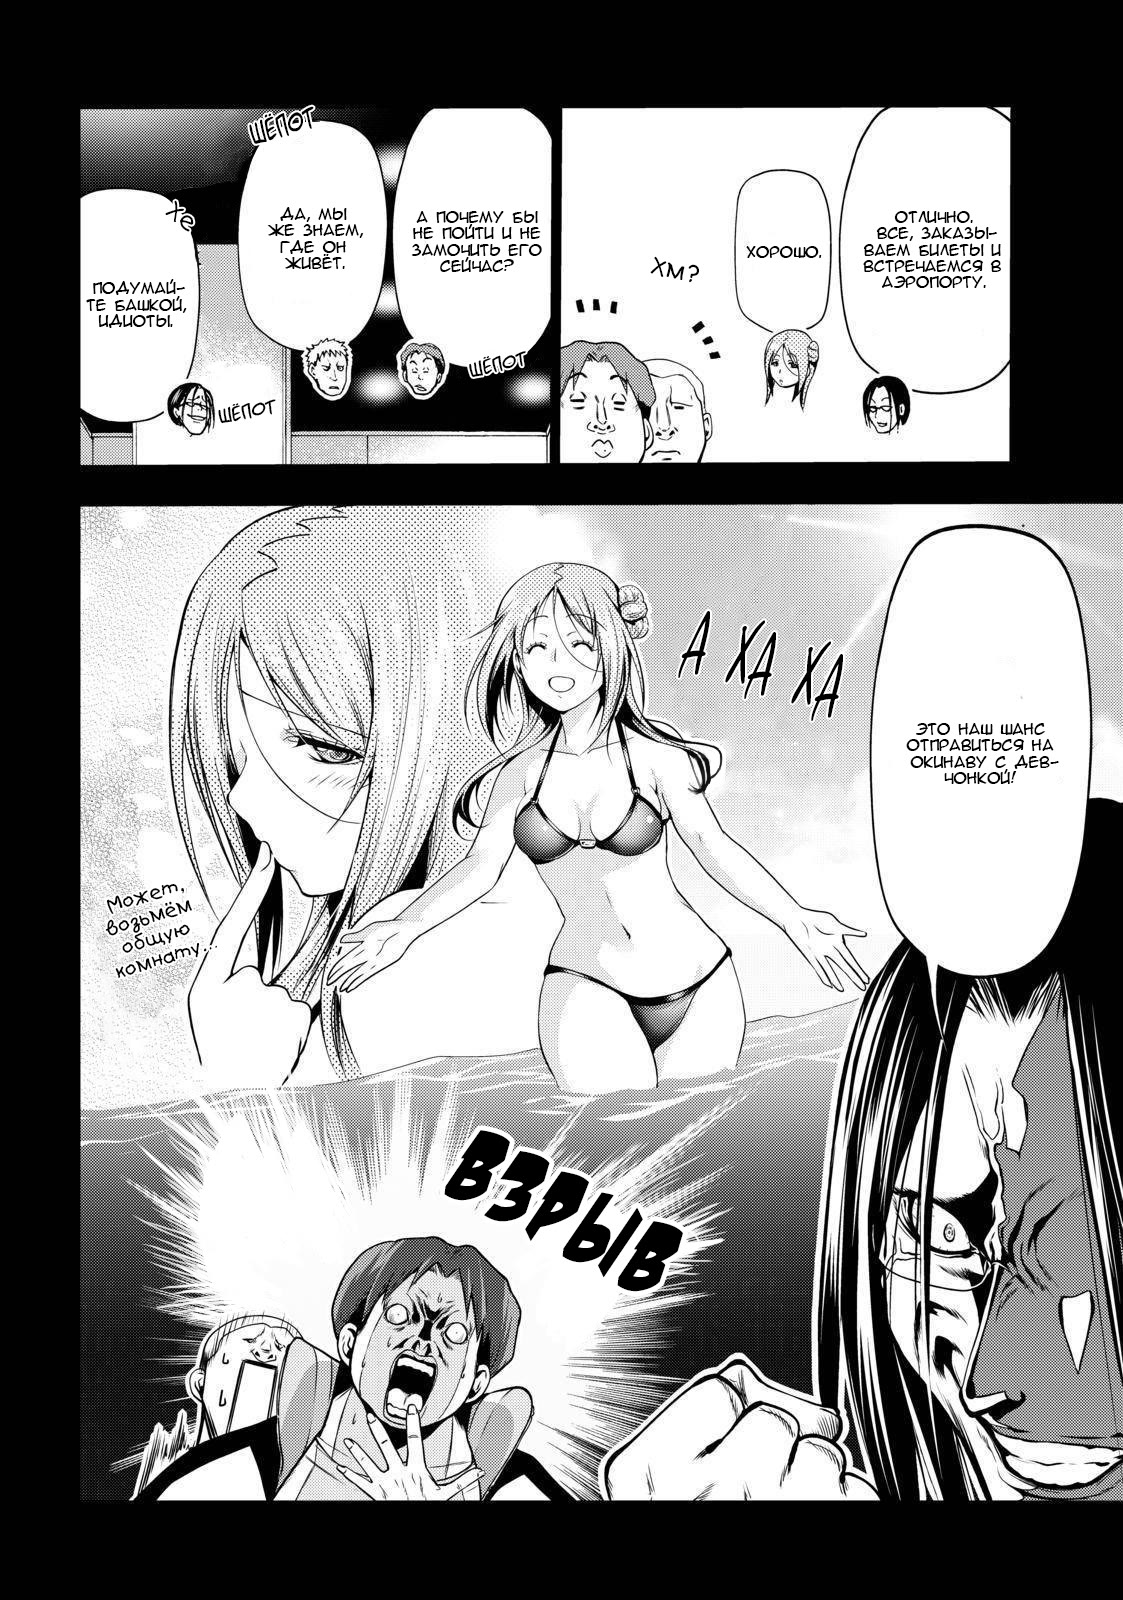 ОТЛИЧНО.
ВСЕ, ЗАКАЗЫ-
ВАЕМ БИЛЕТЫ И
ВСТРЕЧАЕМСЯ В
АЭРОПОРТУ.
ХОРОШО.
ХМ?
А ПОЧЕМУ БЫ
НЕ ПОЙТИ И НЕ
ЗАМОЧИТЬ ЕГО
СЕЙЧАС?
ШЁПОТ
ДА, МЫ
ЖЕ ЗНАЕМ,
ГДЕ ОН
ЖИВЁТ.
ШЁПОТ
ХЕ
ПОДУМАЙ-
ТЕ БАШКОЙ,
ИДИОТЫ.
ШЁПОТ
ЭТО НАШ ШАНС
ОТПРАВИТЬСЯ НА
ОКИНАВУ С ДЕВ-
ЧОНКОЙ!
А ХА ХА
Может,
возьмём
общую
комнату...
ВЗРЫВ